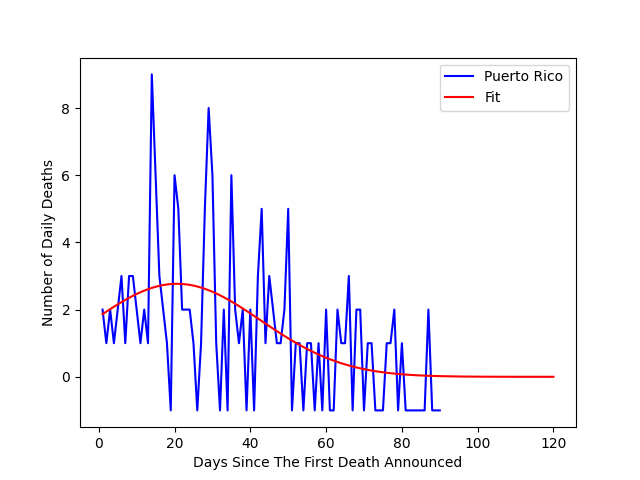 Puerto Rico
Fit
Number of Daily Deaths
8
6
4
2
0
0 20 40 60 80 100 120
Days Since The First Death Announced